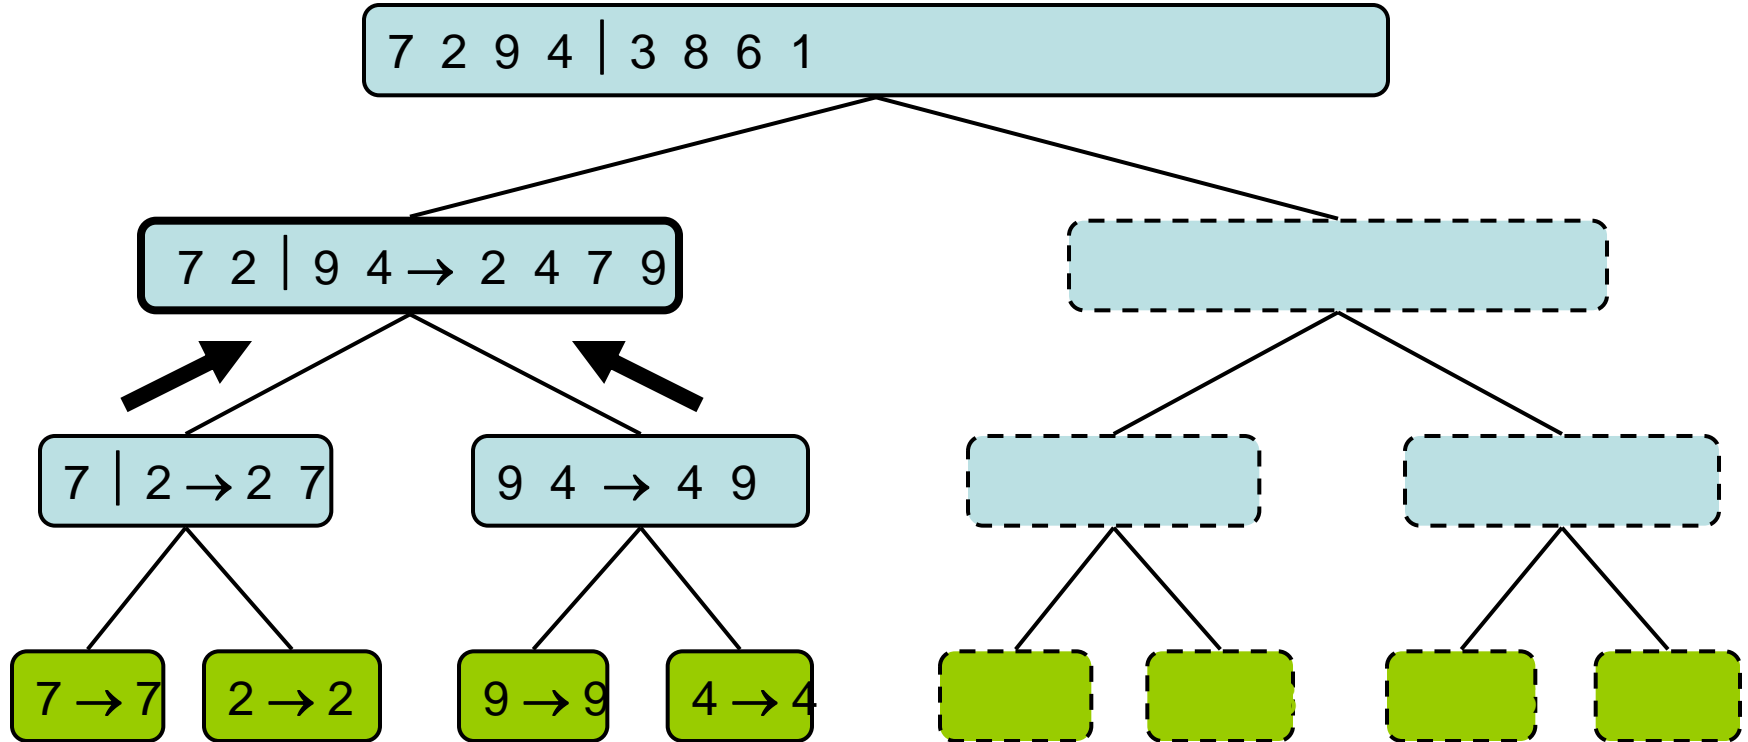 7 2 9 4 | 3 8 6 1
7 2 | 9 4 → 2 4 7 9
7 | 2 → 2 7
9 4 → 4 9
7 → 7
2 → 2
9 → 9
4 → 4